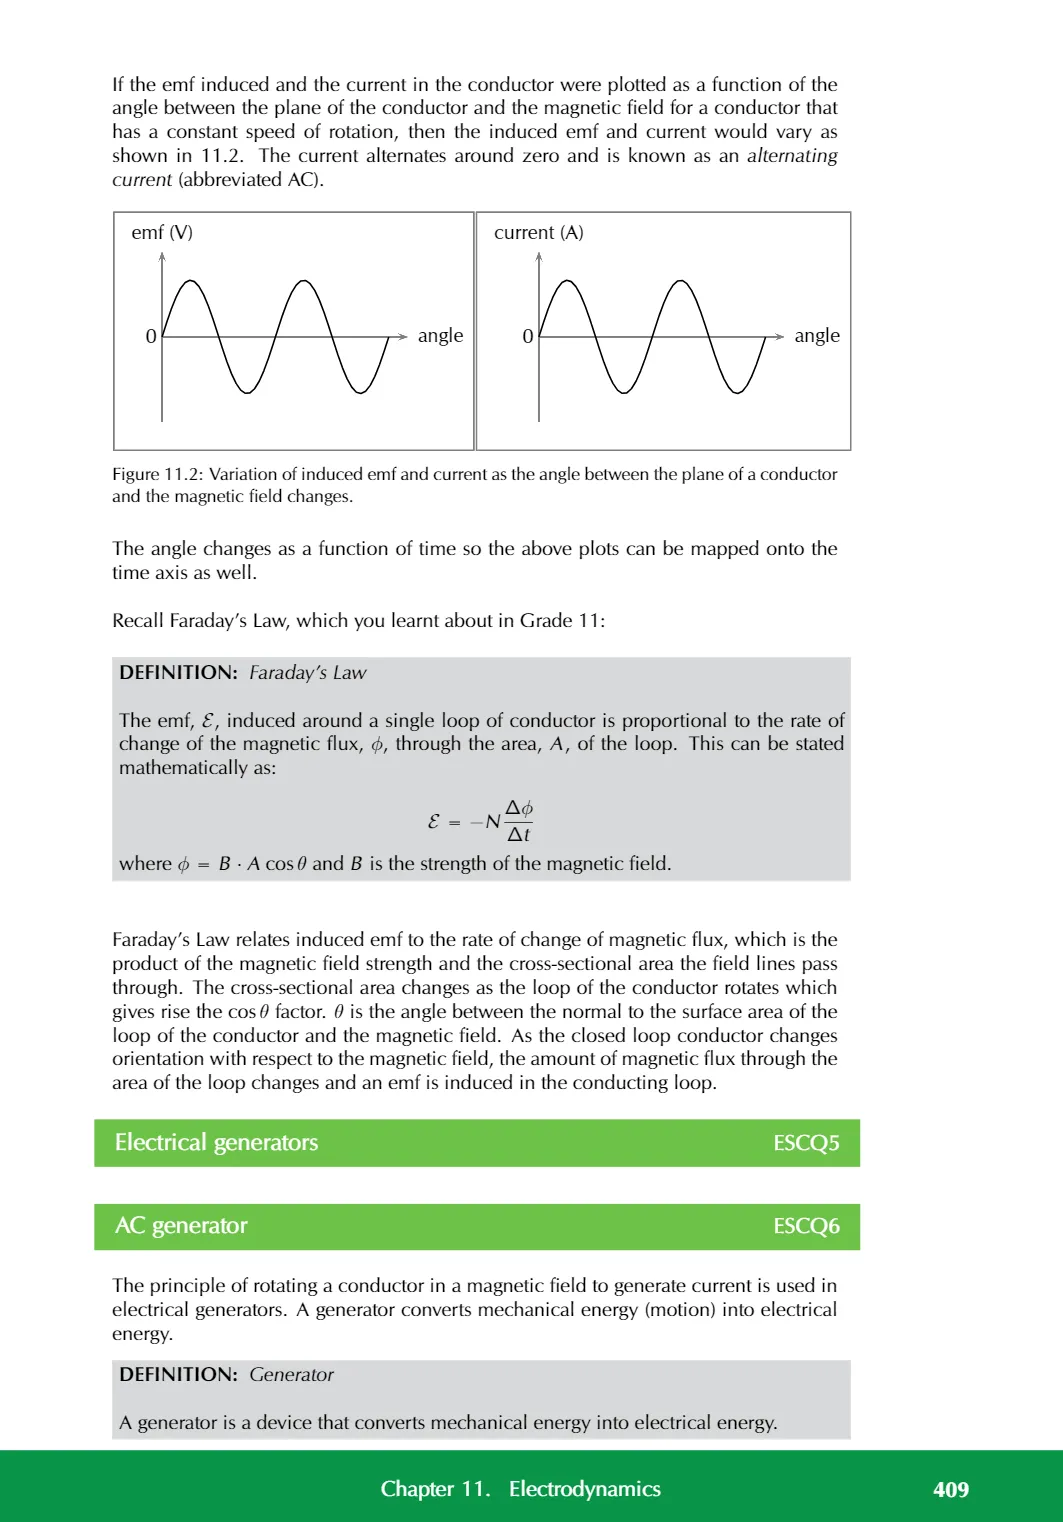 If the emf induced and the current in the conductor were plotted as a function of the
angle between the plane of the conductor and the magnetic field for a conductor that
has a constant speed of rotation, then the induced emf and current would vary as
shown in 11.2. The current alternates around zero and is known as an alternating
current (abbreviated AC).
emf (V)
0
angle
current (A)
0
angle
Figure 11.2: Variation of induced emf and current as the angle between the plane of a conductor
and the magnetic field changes.
The angle changes as a function of time so the above plots can be mapped onto the
time axis as well.
Recall Faraday's Law, which you learnt about in Grade 11:
DEFINITION: Faraday's Law
The emf, ℰ, induced around a single loop of conductor is proportional to the rate of
change of the magnetic flux, ϕ, through the area, A, of the loop. This can be stated
mathematically as:
ℰ = −N Δϕ/Δt
where ϕ = B · A cos θ and B is the strength of the magnetic field.
Faraday's Law relates induced emf to the rate of change of magnetic flux, which is the
product of the magnetic field strength and the cross-sectional area the field lines pass
through. The cross-sectional area changes as the loop of the conductor rotates which
gives rise the cos θ factor. θ is the angle between the normal to the surface area of the
loop of the conductor and the magnetic field. As the closed loop conductor changes
orientation with respect to the magnetic field, the amount of magnetic flux through the
area of the loop changes and an emf is induced in the conducting loop.
Electrical generators ESCQ5
AC generator ESCQ6
The principle of rotating a conductor in a magnetic field to generate current is used in
electrical generators. A generator converts mechanical energy (motion) into electrical
energy.
DEFINITION: Generator
A generator is a device that converts mechanical energy into electrical energy.
Chapter 11. Electrodynamics 409